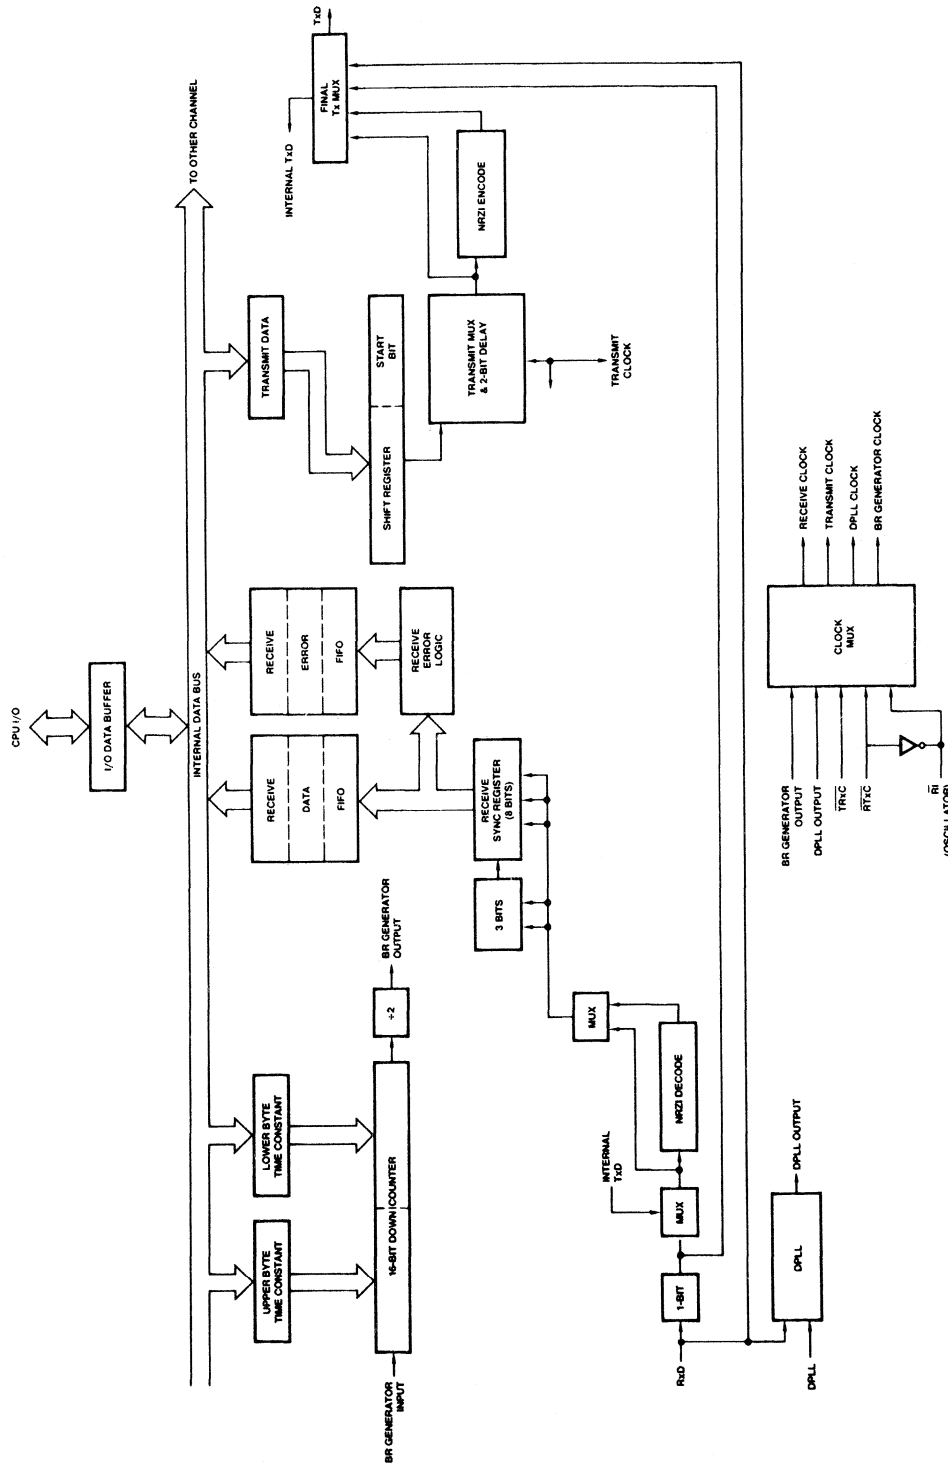 CPU I/O
I/O DATA BUFFER
INTERNAL DATA BUS
TO OTHER CHANNEL
UPPER BYTE
TIME CONSTANT
LOWER BYTE
TIME CONSTANT
BR GENERATOR
INPUT
16-BIT DOWN COUNTER
÷2
BR GENERATOR
OUTPUT
RECEIVE
DATA
FIFO
RECEIVE
ERROR
FIFO
RECEIVE
ERROR
LOGIC
TRANSMIT DATA
SHIFT REGISTER
START
BIT
TRANSMIT MUX
& 2-BIT DELAY
TRANSMIT
CLOCK
NRZI ENCODE
INTERNAL TxD
FINAL
Tx MUX
TxD
3 BITS
RECEIVE
SYNC REGISTER
(8 BITS)
MUX
INTERNAL
TxD
RxD
1-BIT
MUX
NRZI DECODE
DPLL
DPLL
DPLL OUTPUT
BR GENERATOR
OUTPUT
DPLL OUTPUT
TRxC
RTxC
RI
(OSCILLATOR)
CLOCK
MUX
RECEIVE CLOCK
TRANSMIT CLOCK
DPLL CLOCK
BR GENERATOR CLOCK